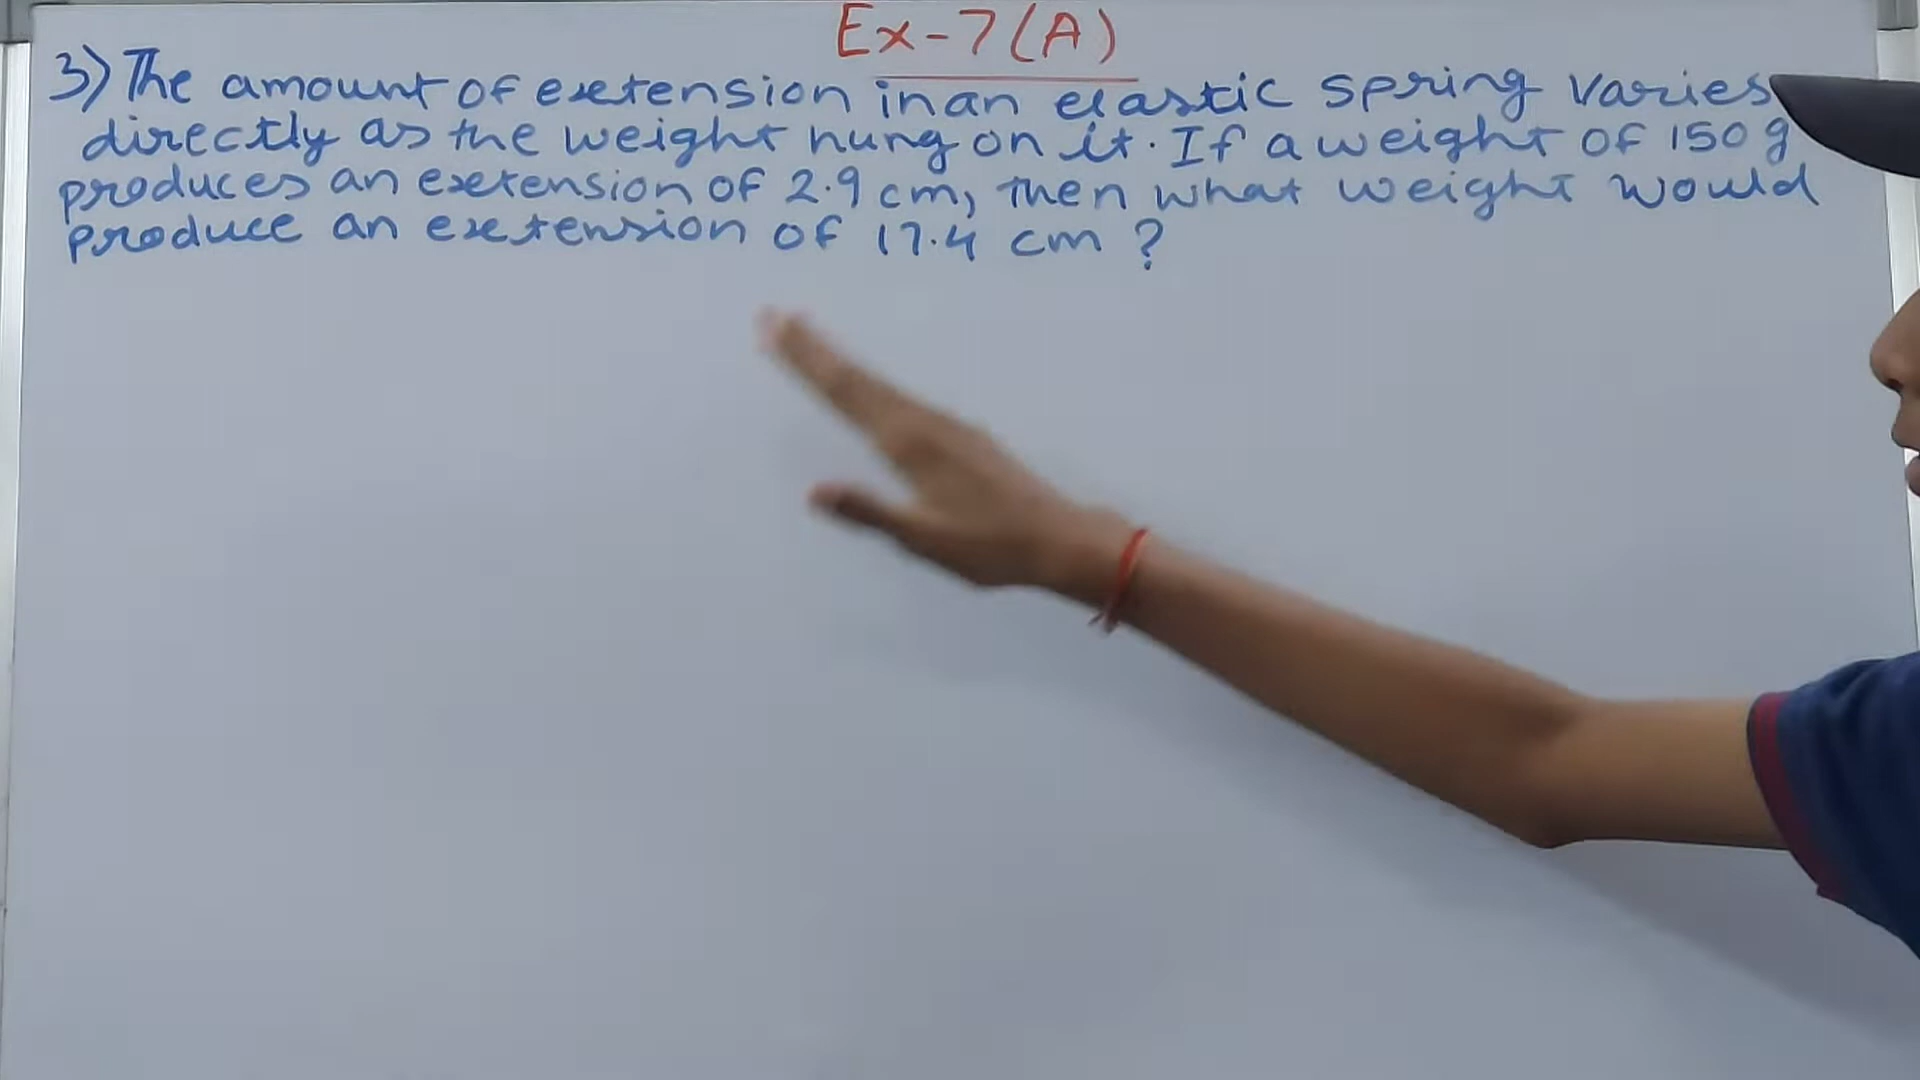 Ex-7(A)
3) The amount of extension in an elastic spring varies
directly as the weight hung on it. If a weight of 150 g
produces an extension of 2.9 cm, then what weight would
produce an extension of 17.4 cm ?